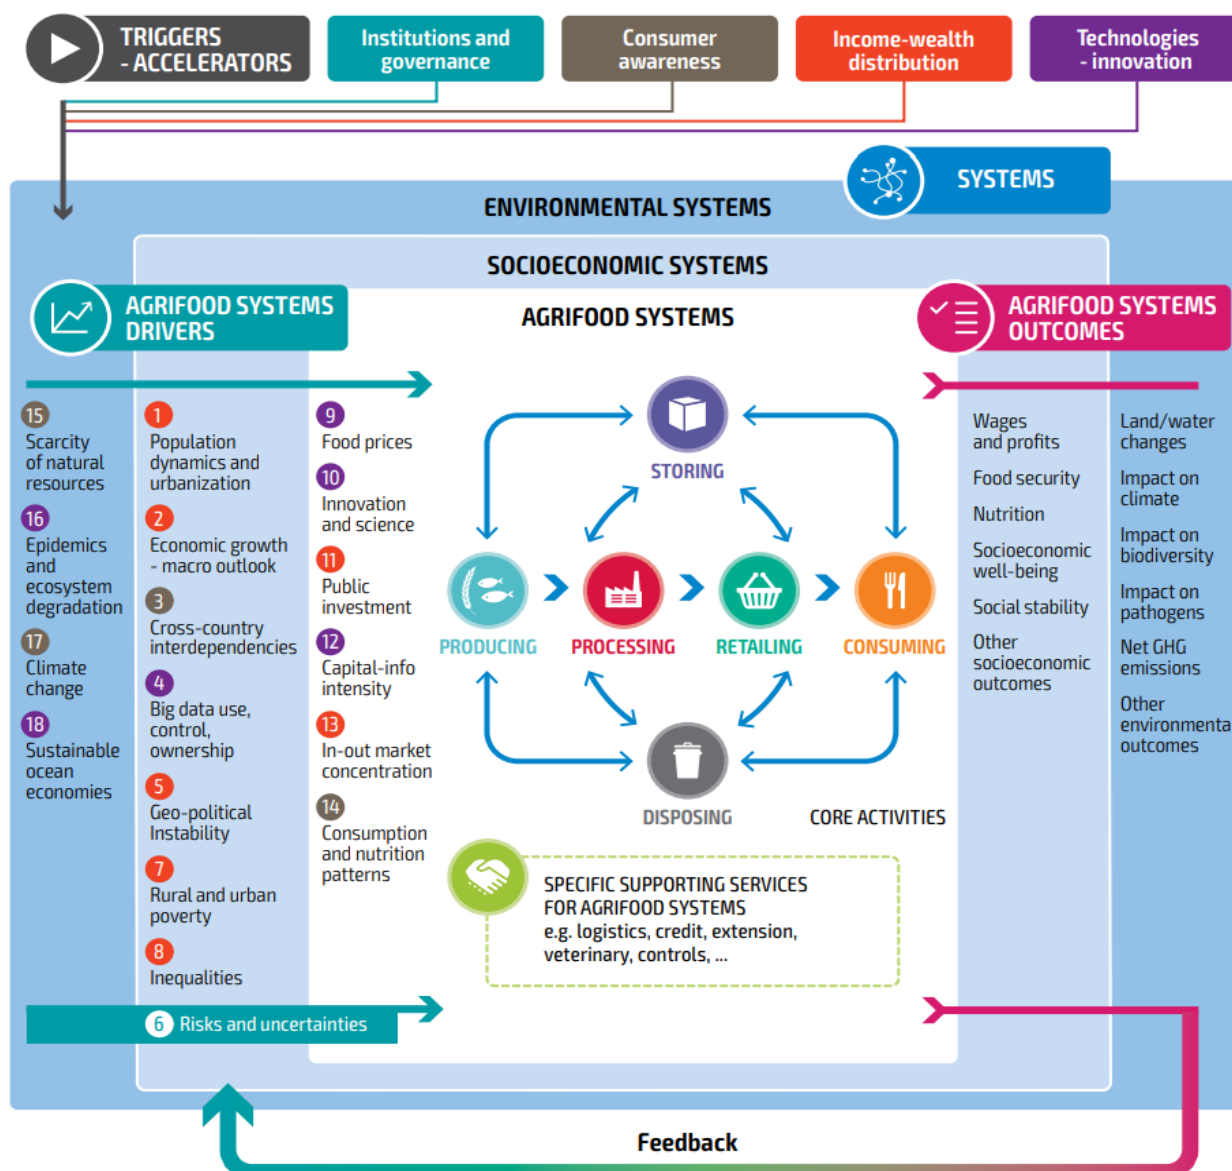 TRIGGERS
- ACCELERATORS
Institutions and
governance
Consumer
awareness
Income-wealth
distribution
Technologies
- innovation
SYSTEMS
ENVIRONMENTAL SYSTEMS
SOCIOECONOMIC SYSTEMS
AGRIFOOD SYSTEMS
AGRIFOOD SYSTEMS
DRIVERS
AGRIFOOD SYSTEMS
OUTCOMES
15
Scarcity
of natural
resources
16
Epidemics
and
ecosystem
degradation
17
Climate
change
18
Sustainable
ocean
economies
1
Population
dynamics and
urbanization
2
Economic growth
- macro outlook
3
Cross-country
interdependencies
4
Big data use,
control,
ownership
5
Geo-political
Instability
7
Rural and urban
poverty
8
Inequalities
6 Risks and uncertainties
9
Food prices
10
Innovation
and science
11
Public
investment
12
Capital-info
intensity
13
In-out market
concentration
14
Consumption
and nutrition
patterns
STORING
PRODUCING
PROCESSING
RETAILING
CONSUMING
DISPOSING
CORE ACTIVITIES
SPECIFIC SUPPORTING SERVICES
FOR AGRIFOOD SYSTEMS
e.g. logistics, credit, extension,
veterinary, controls, ...
Wages
and profits
Food security
Nutrition
Socioeconomic
well-being
Social stability
Other
socioeconomic
outcomes
Land/water
changes
Impact on
climate
Impact on
biodiversity
Impact on
pathogens
Net GHG
emissions
Other
environmenta
outcomes
Feedback